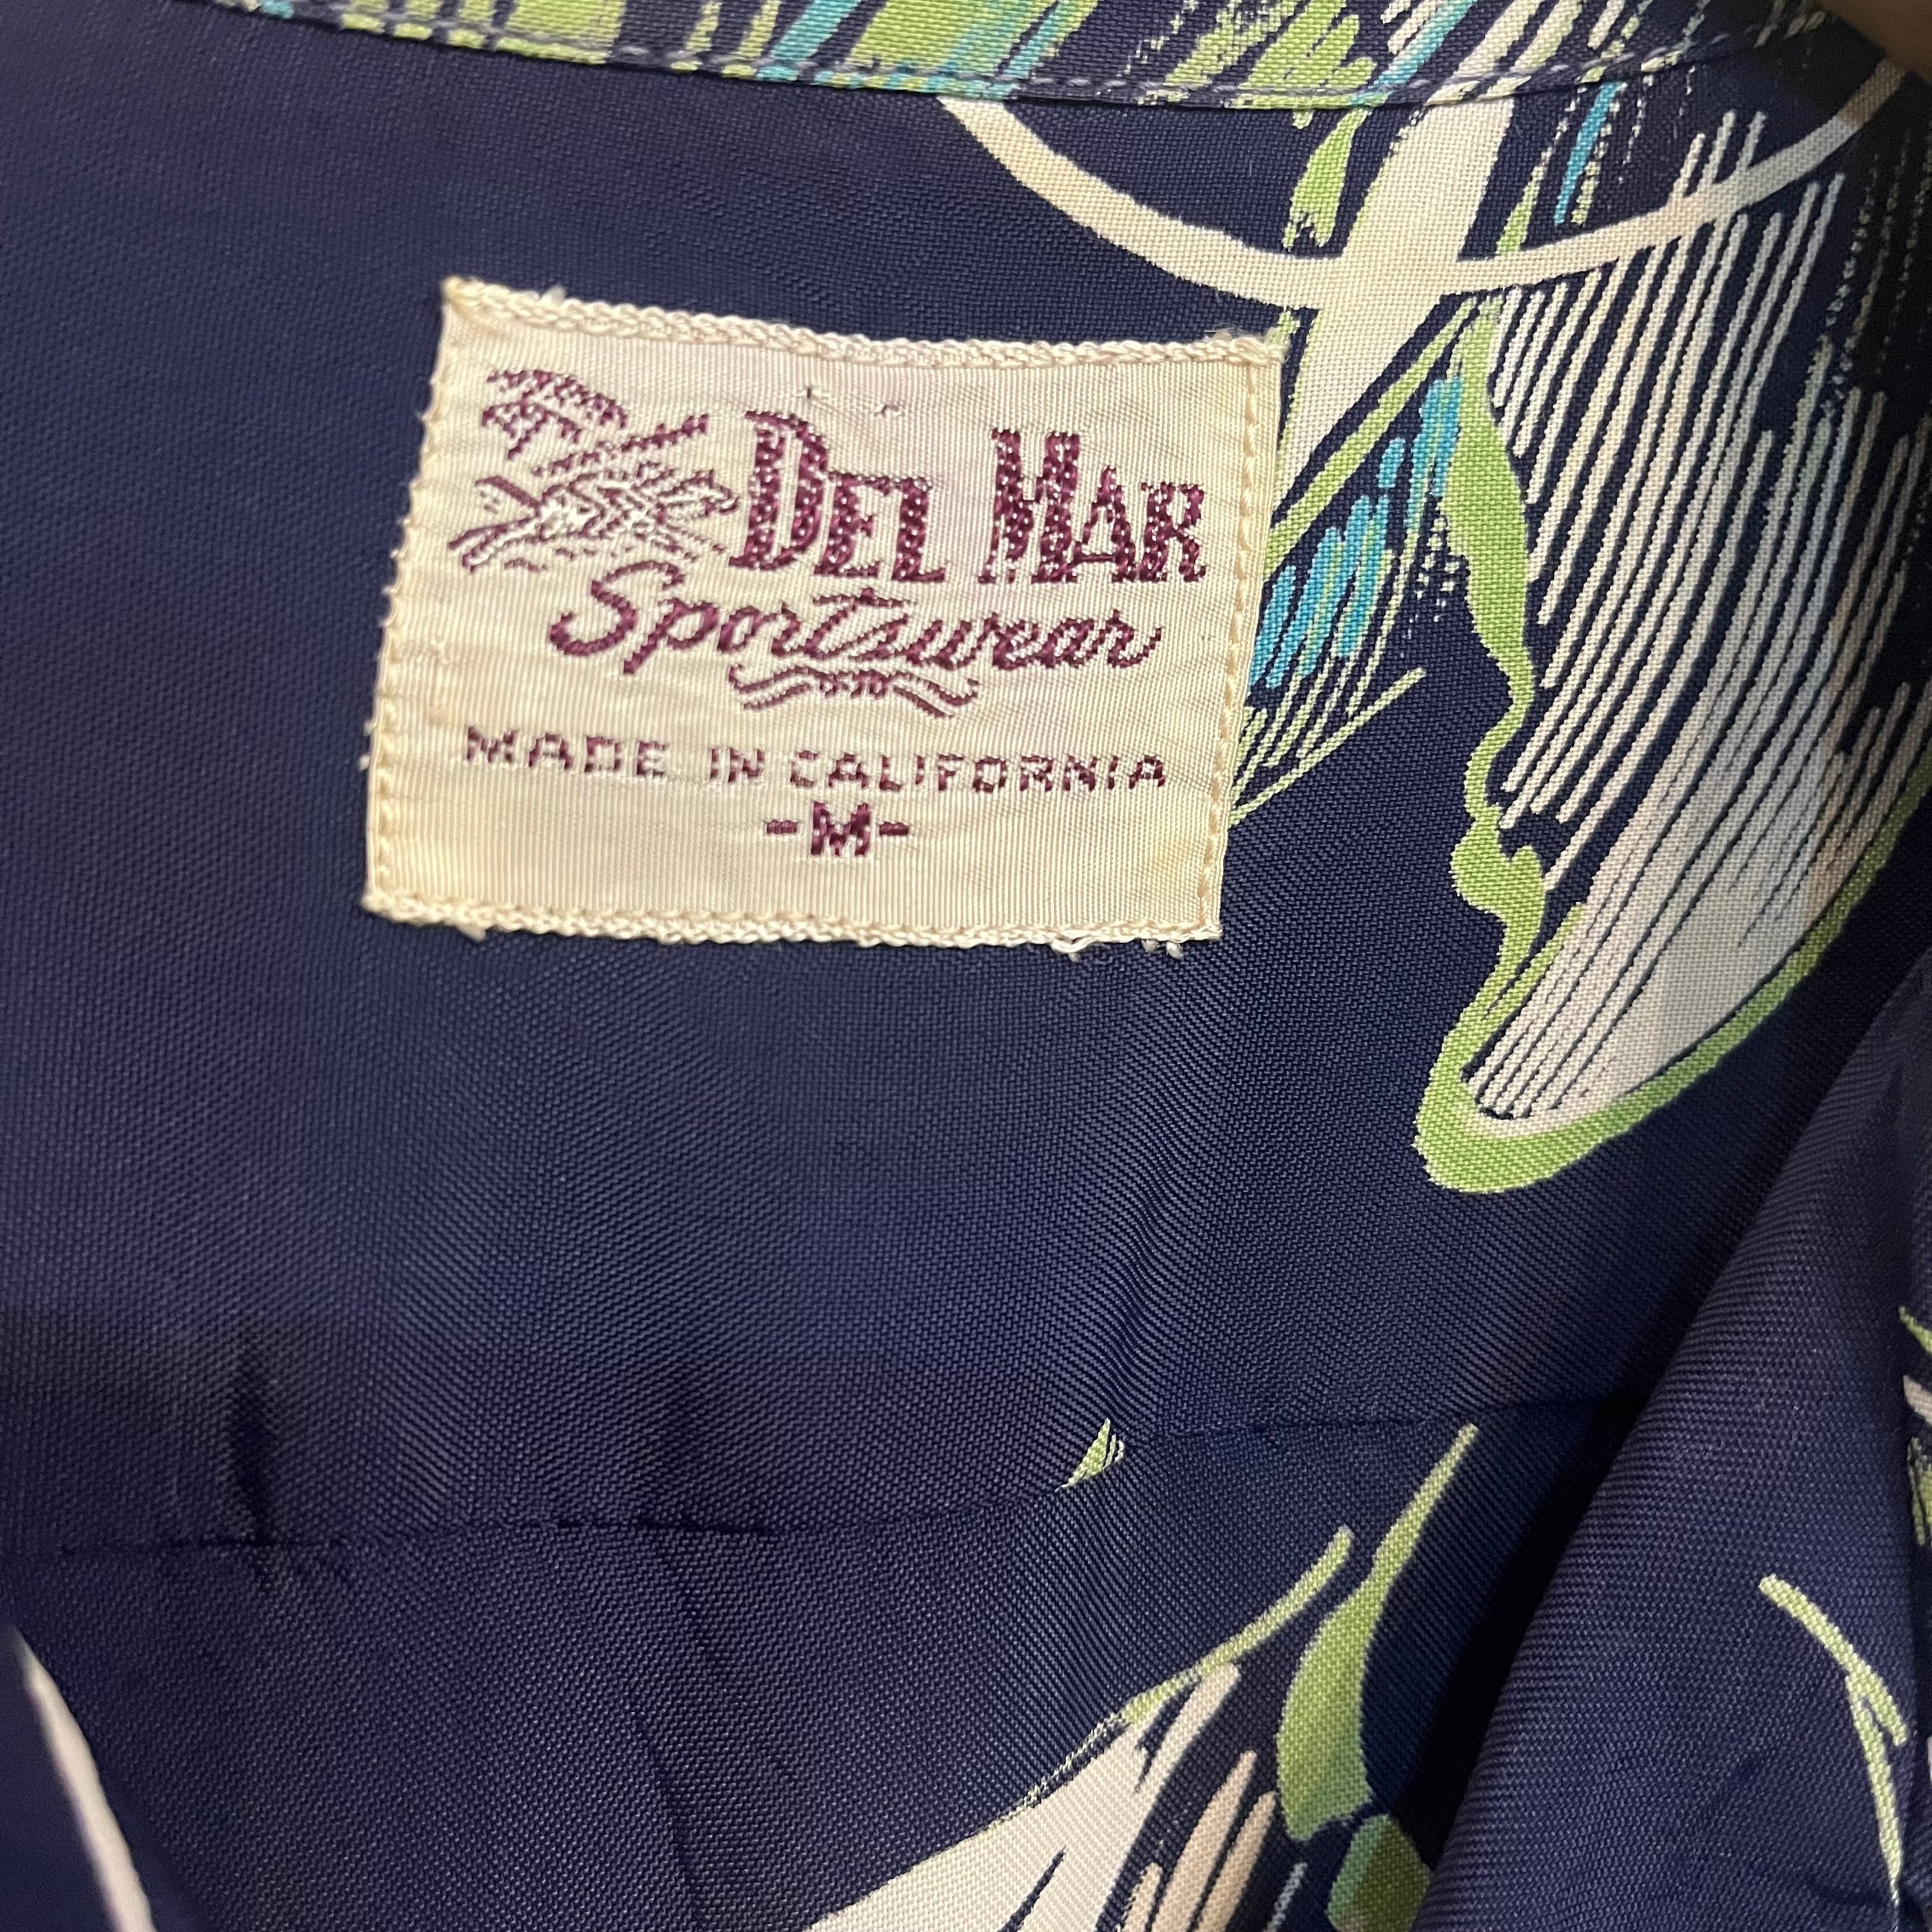 DEL MAR
Sportswear
MADE IN CALIFORNIA
-M-